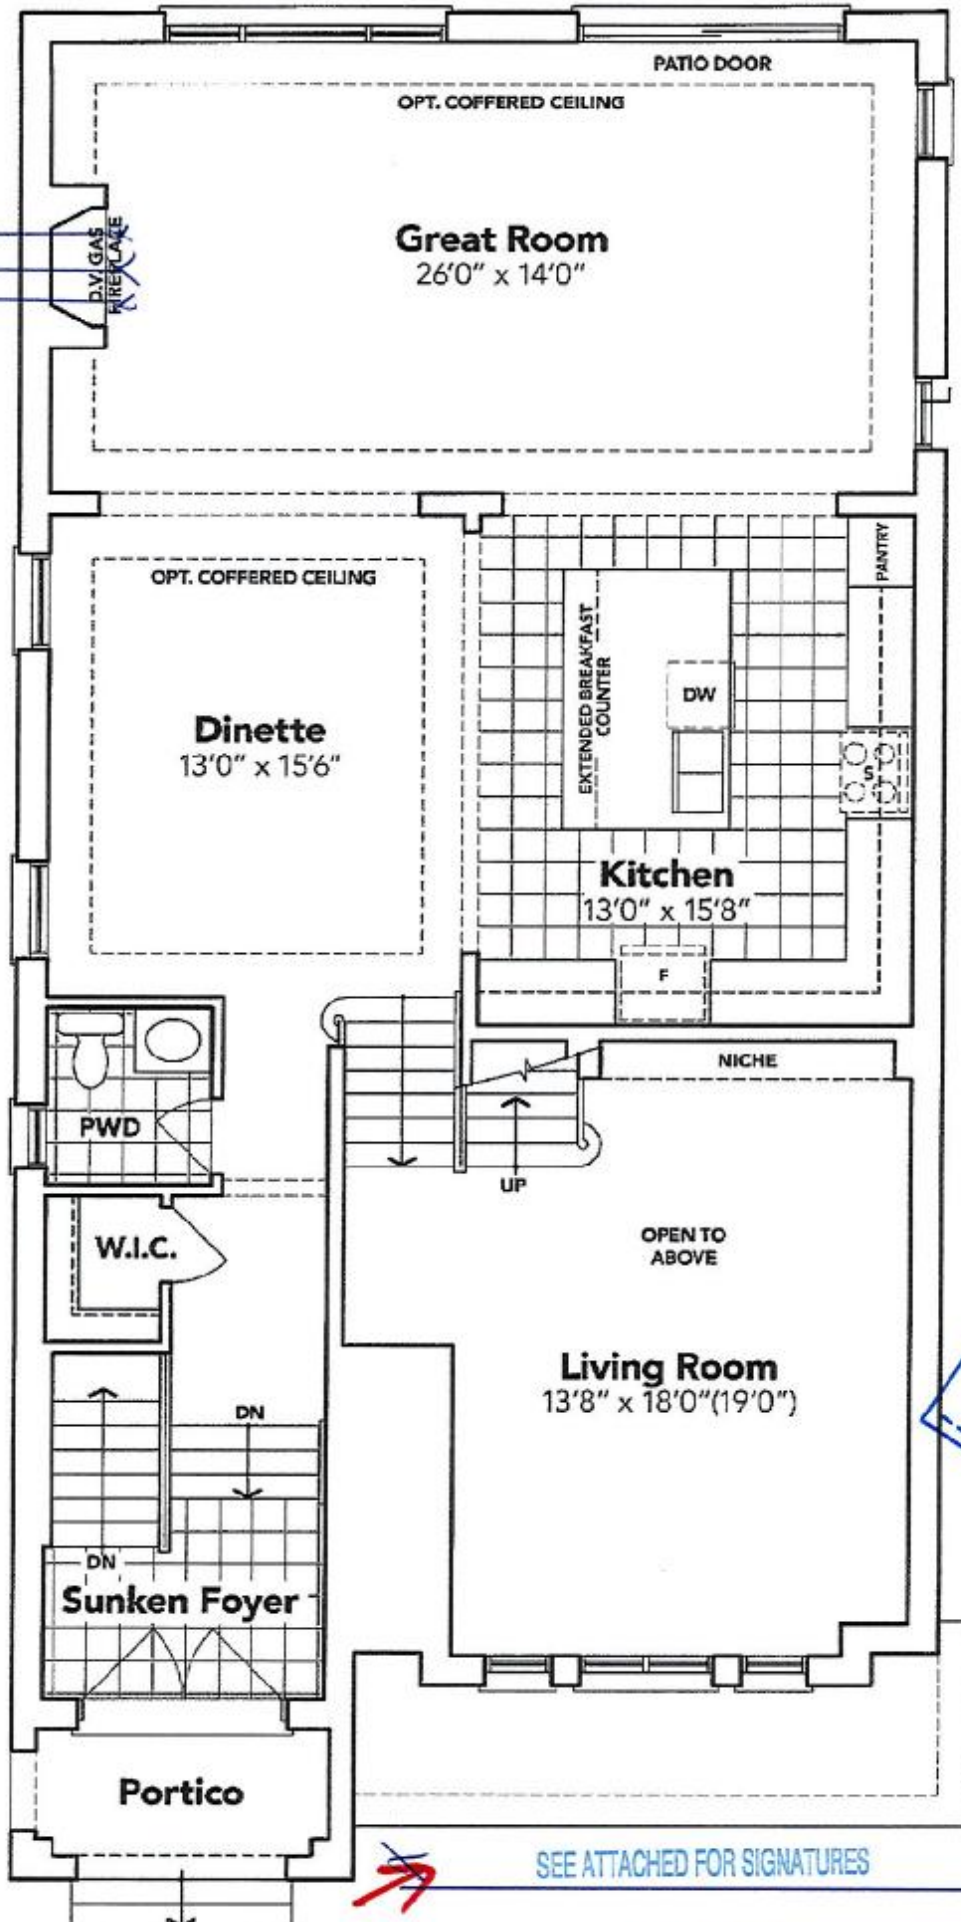 PATIO DOOR
OPT. COFFERED CEILING
D.V. GAS
FIREPLACE
Great Room
26'0" x 14'0"
OPT. COFFERED CEILING
PANTRY
EXTENDED BREAKFAST
COUNTER
DW
Dinette
13'0" x 15'6"
S
Kitchen
13'0" x 15'8"
F
NICHE
PWD
UP
W.I.C.
OPEN TO
ABOVE
Living Room
13'8" x 18'0"(19'0")
DN
DN
Sunken Foyer
Portico
SEE ATTACHED FOR SIGNATURES